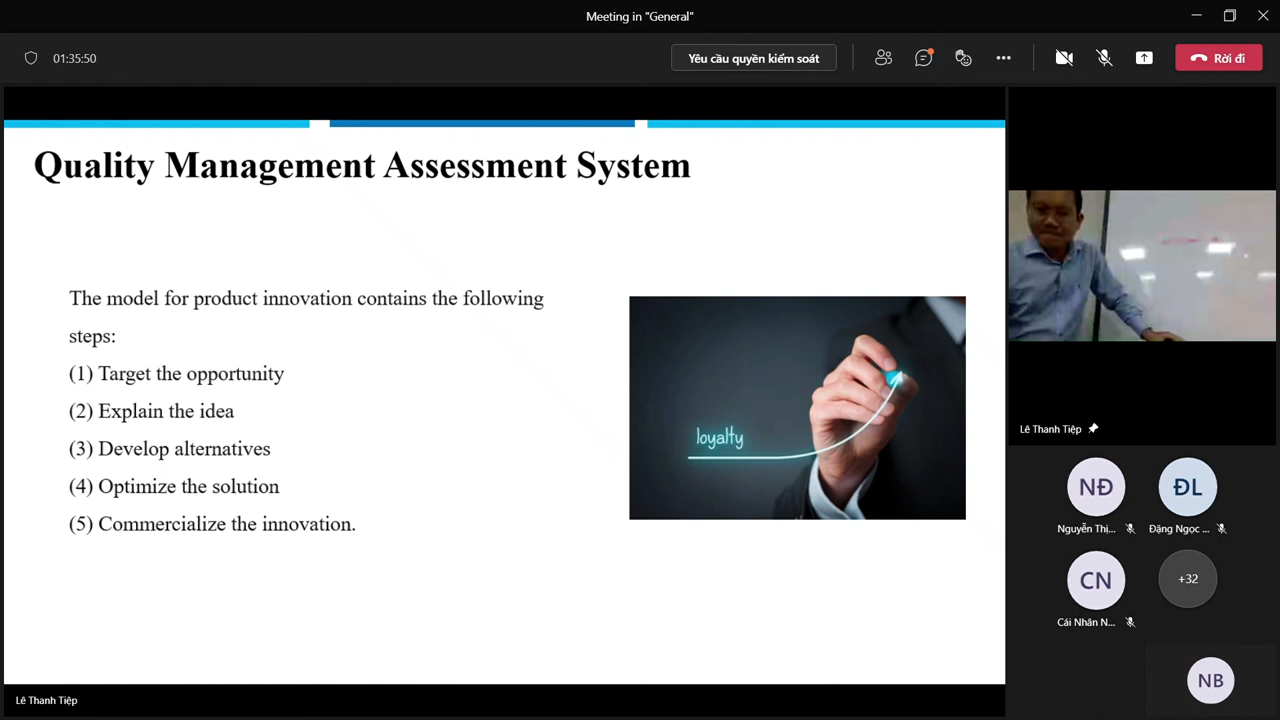 Meeting in "General"
01:35:50
Yêu cầu quyền kiểm soát
Rời đi
Quality Management Assessment System
The model for product innovation contains the following
steps:
(1) Target the opportunity
(2) Explain the idea
(3) Develop alternatives
(4) Optimize the solution
(5) Commercialize the innovation.
loyalty
Lê Thanh Tiệp
NĐ
ĐL
Nguyễn Thị...
Đặng Ngọc ...
CN
+32
Cái Nhân N...
NB
Lê Thanh Tiệp